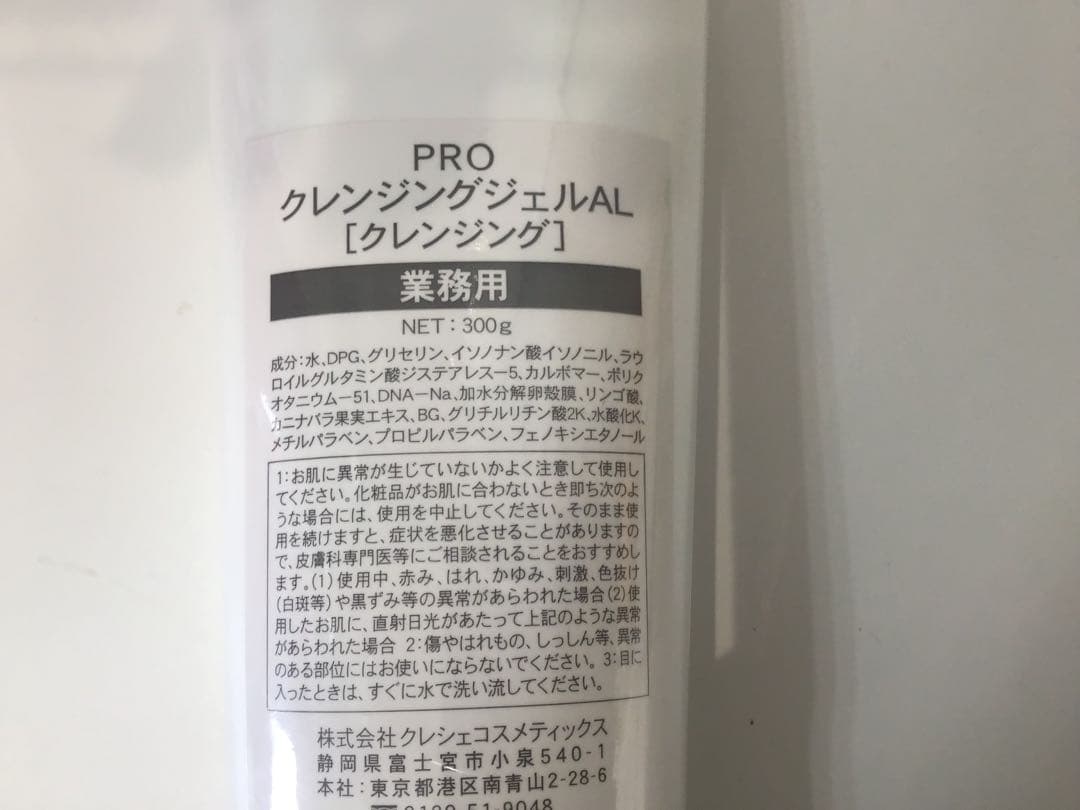 PRO
クレンジングジェルAL
[クレンジング]
業務用
NET：300g
成分：水、DPG、グリセリン、イソノナン酸イソノニル、ラウ
ロイルグルタミン酸ジステアレスー5、カルボマー、ポリク
オタニウムー51、DNAーNa、加水分解卵殻膜、リンゴ酸、
カニナバラ果実エキス、BG、グリチルリチン酸2K、水酸化K、
メチルパラベン、プロピルパラベン、フェノキシエタノール
1：お肌に異常が生じていないかよく注意して使用し
てください。化粧品がお肌に合わないとき即ち次のよ
うな場合には、使用を中止してください。そのまま使
用を続けますと、症状を悪化させることがありますの
で、皮膚科専門医等にご相談されることをおすすめし
ます。(1)使用中、赤み、はれ、かゆみ、刺激、色抜け
(白斑等)や黒ずみ等の異常があらわれた場合(2)使
用したお肌に、直射日光があたって上記のような異常
があらわれた場合 2：傷やはれもの、しっしん等、異常
のある部位にはお使いにならないでください。3：目に
入ったときは、すぐに水で洗い流してください。
株式会社クレシェコスメティックス
静岡県富士宮市小泉540-1
本社：東京都港区南青山2-28-6
☎0120-51-9048